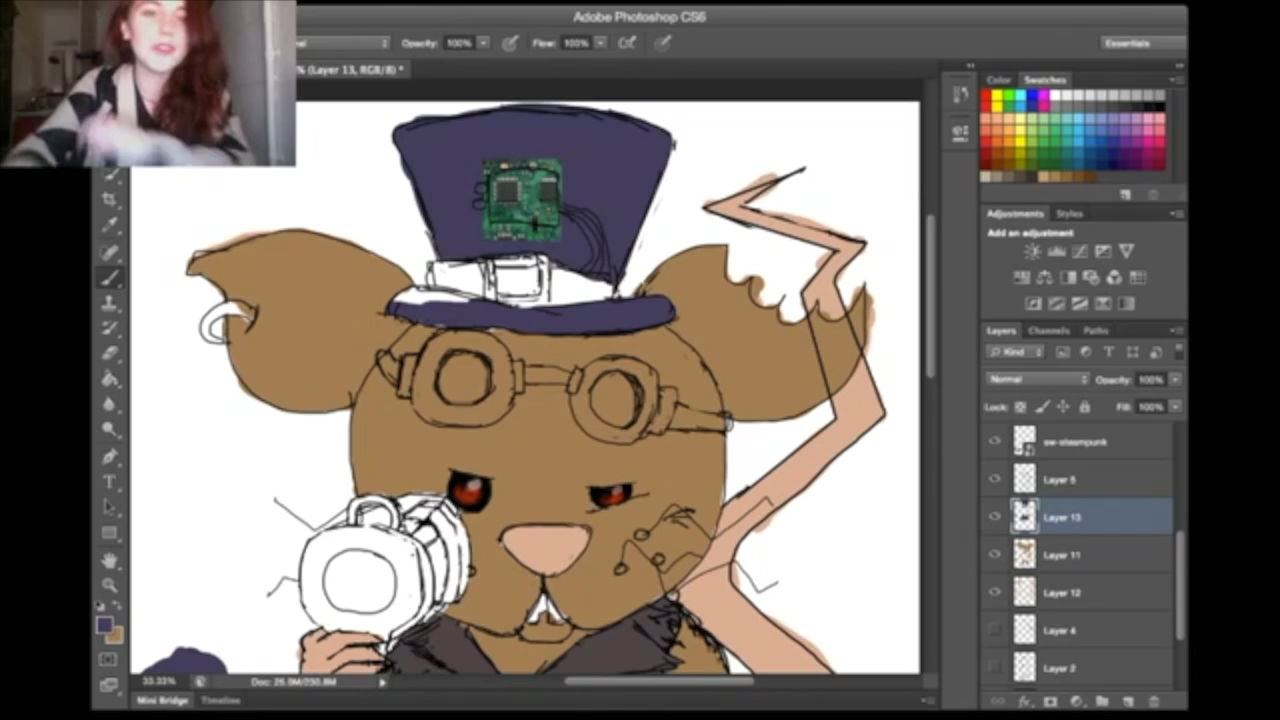 Adobe Photoshop CS6
Opacity: 100% Flow: 100% Essentials
% (Layer 13, RGB/8) *
Color Swatches
Adjustments Styles
Add an adjustment
Layers Channels Paths
Kind
Normal Opacity: 100%
Lock: Fill: 100%
sw-steampunk
Layer 5
Layer 13
Layer 11
Layer 12
Layer 4
Layer 2
33.33%
Mini Bridge Timeline